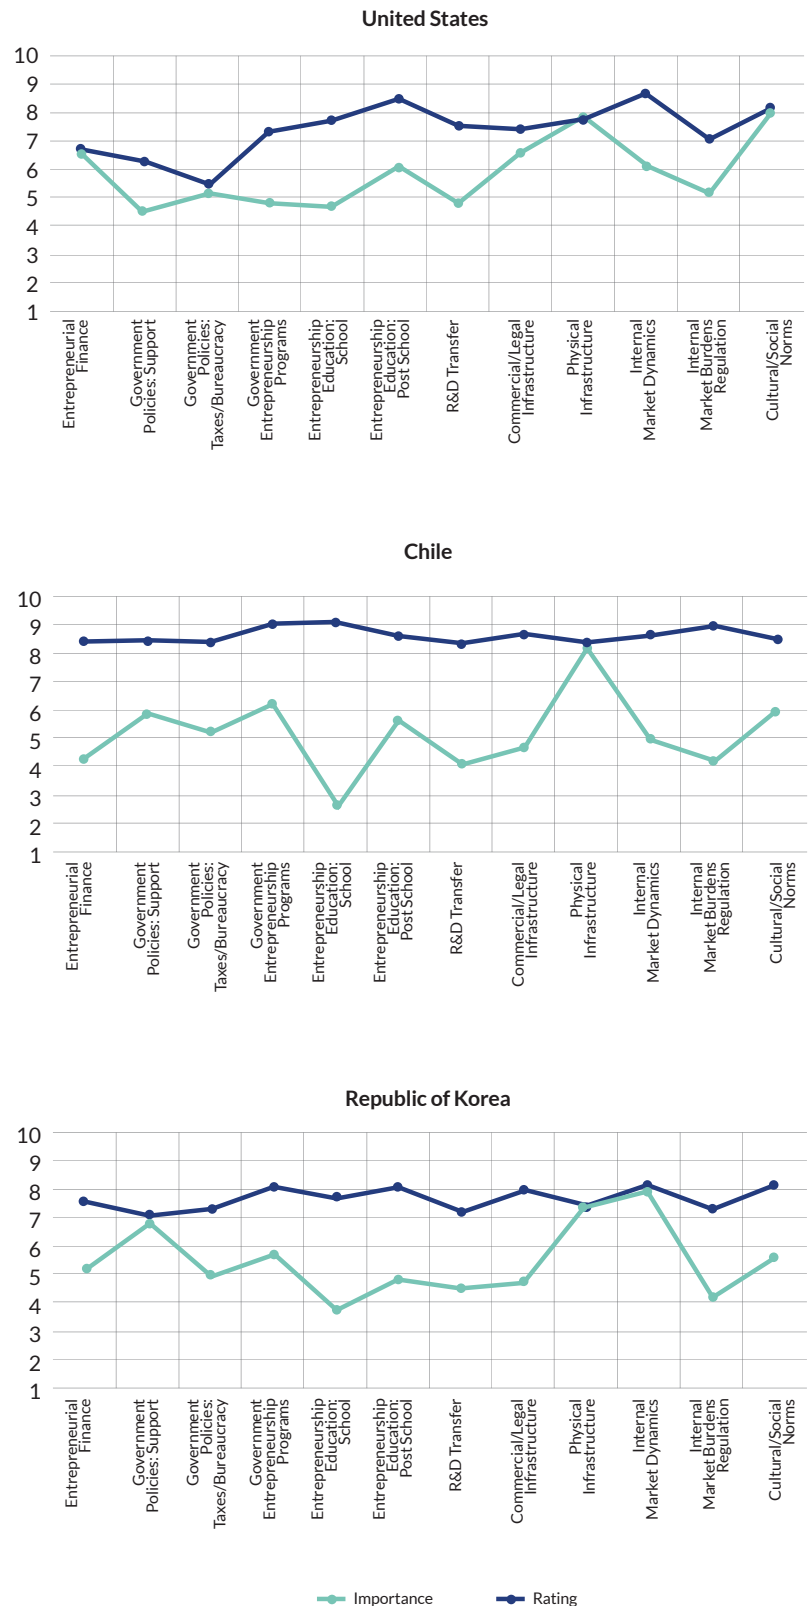 United States
10
9
8
7
6
5
4
3
2
1
Entrepreneurial
Finance
Government
Policies: Support
Government
Policies:
Taxes/Bureaucracy
Government
Entrepreneurship
Programs
Entrepreneurship
Education:
School
Entrepreneurship
Education:
Post School
R&D Transfer
Commercial/Legal
Infrastructure
Physical
Infrastructure
Internal
Market Dynamics
Internal
Market Burdens
Regulation
Cultural/Social
Norms
Chile
10
9
8
7
6
5
4
3
2
1
Entrepreneurial
Finance
Government
Policies: Support
Government
Policies:
Taxes/Bureaucracy
Government
Entrepreneurship
Programs
Entrepreneurship
Education:
School
Entrepreneurship
Education:
Post School
R&D Transfer
Commercial/Legal
Infrastructure
Physical
Infrastructure
Internal
Market Dynamics
Internal
Market Burdens
Regulation
Cultural/Social
Norms
Republic of Korea
10
9
8
7
6
5
4
3
2
1
Entrepreneurial
Finance
Government
Policies: Support
Government
Policies:
Taxes/Bureaucracy
Government
Entrepreneurship
Programs
Entrepreneurship
Education:
School
Entrepreneurship
Education:
Post School
R&D Transfer
Commercial/Legal
Infrastructure
Physical
Infrastructure
Internal
Market Dynamics
Internal
Market Burdens
Regulation
Cultural/Social
Norms
Importance
Rating